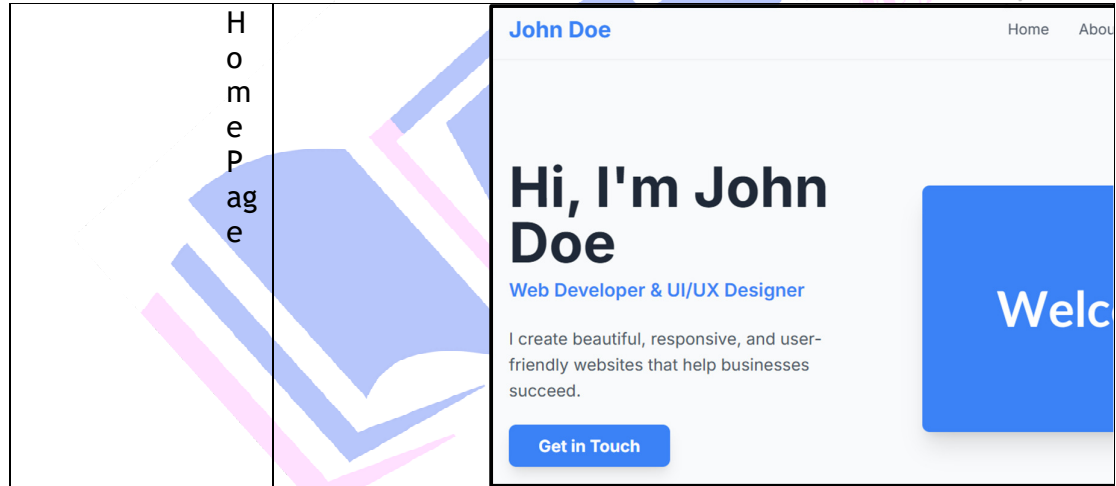 H
o
m
e
P
ag
e
John Doe
Home
Hi, I'm John
Doe
Web Developer & UI/UX Designer
I create beautiful, responsive, and user-
friendly websites that help businesses
succeed.
Get in Touch